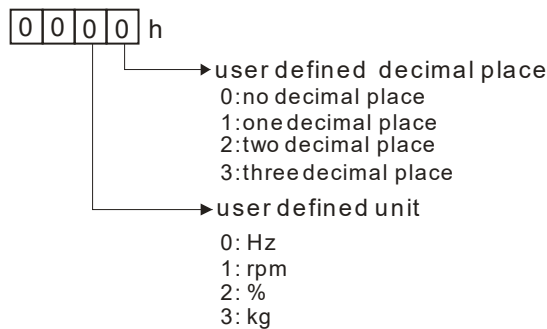 0 0 0 0 h
user defined decimal place
0:no decimal place
1:one decimal place
2:two decimal place
3:three decimal place
user defined unit
0: Hz
1: rpm
2: %
3: kg